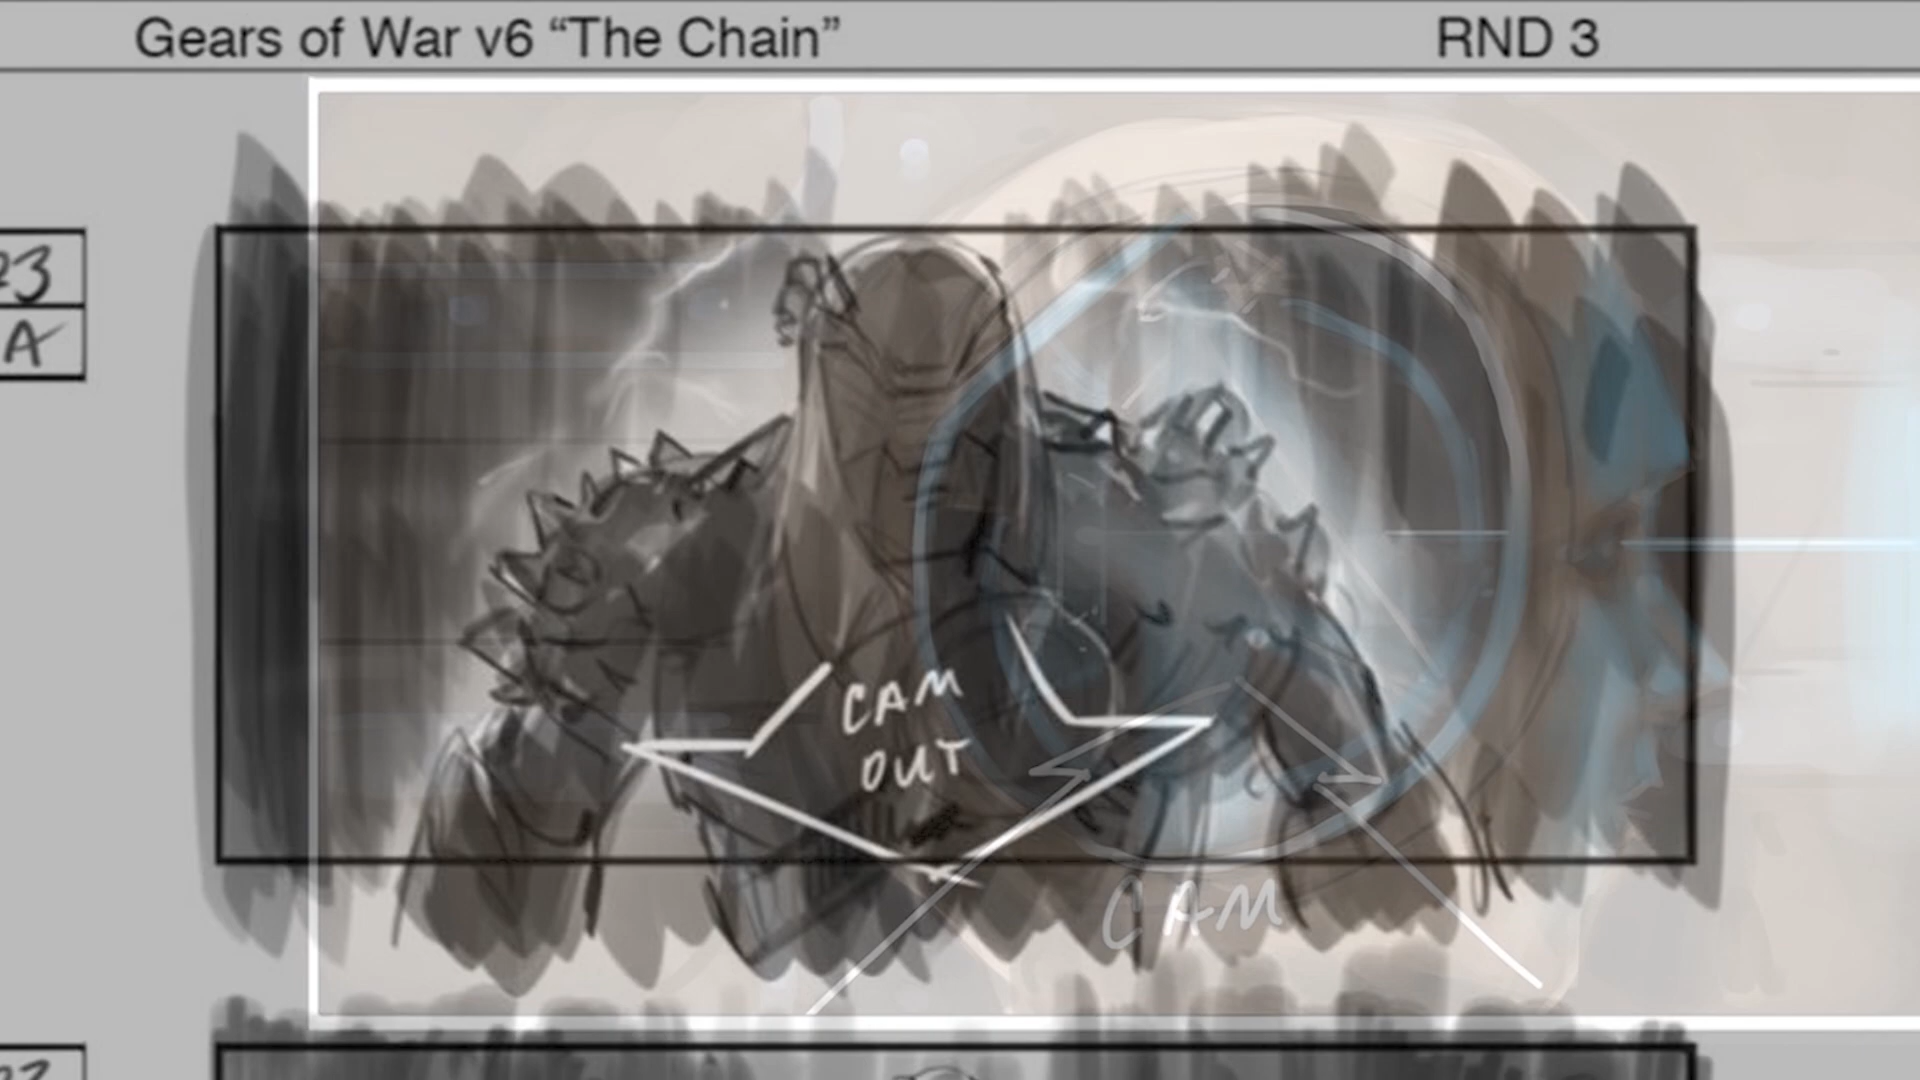 Gears of War v6 “The Chain”
RND 3
23
A
CAM
OUT
CAM